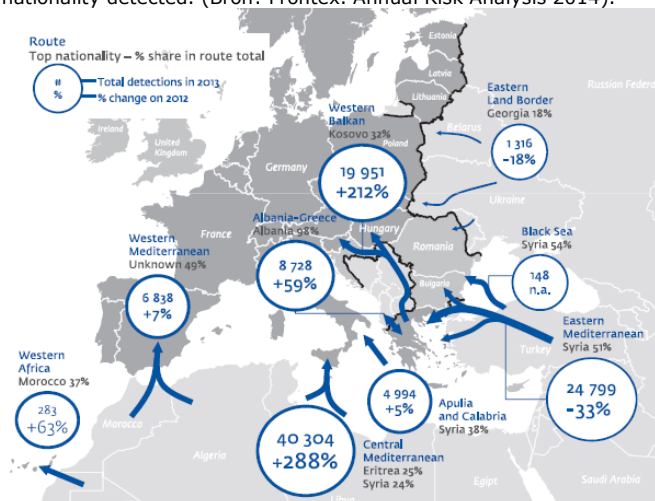 nationality detected. (Bron: Frontex: Annual Risk Analysis 2014).
Route
Top nationality – % share in route total
#
%
Total detections in 2013
% change on 2012
Estonia
Latvia
Lithuania
Russian Federa
Eastern
Land Border
Georgia 18%
1 316
-18%
Belarus
Western
Balkan
Kosovo 32%
19 951
+212%
Poland
Ireland
United
Kingdom
Germany
Ukraine
Albania-Greece
Albania 98%
8 728
+59%
Hungary
Romania
France
Western
Mediterranean
Unknown 49%
6 838
+7%
Black Sea
Syria 54%
148
n.a.
Bulgaria
Italy
Spain
Turkey
Eastern
Mediterranean
Syria 51%
24 799
-33%
Western
Africa
Morocco 37%
283
+63%
Morocco
Algeria
4 994
+5%
Apulia
and Calabria
Syria 38%
40 304
+288%
Central
Mediterranean
Eritrea 25%
Syria 24%
Libya
Egypt
Saudi Arabia